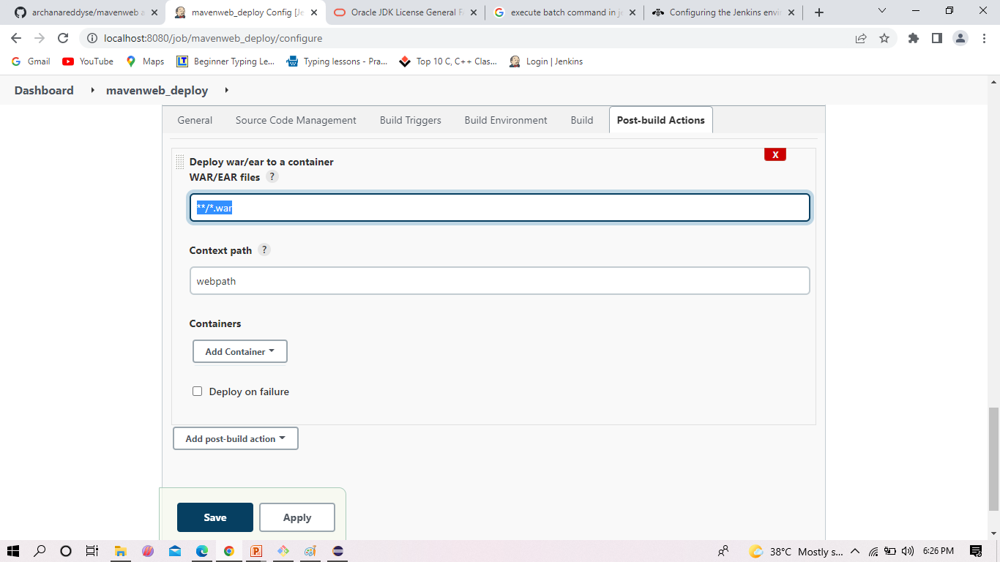 archanareddyse/mavenweb a
mavenweb_deploy Config [Je
Oracle JDK License General F
execute batch command in je
Configuring the Jenkins envir
localhost:8080/job/mavenweb_deploy/configure
Gmail
YouTube
Maps
Beginner Typing Le...
Typing lessons - Pra...
Top 10 C, C++ Clas...
Login | Jenkins
Dashboard
mavenweb_deploy
General
Source Code Management
Build Triggers
Build Environment
Build
Post-build Actions
Deploy war/ear to a container
X
WAR/EAR files ?
**/*.war
Context path ?
webpath
Containers
Add Container
Deploy on failure
Add post-build action
Save
Apply
38°C Mostly s...
6:26 PM